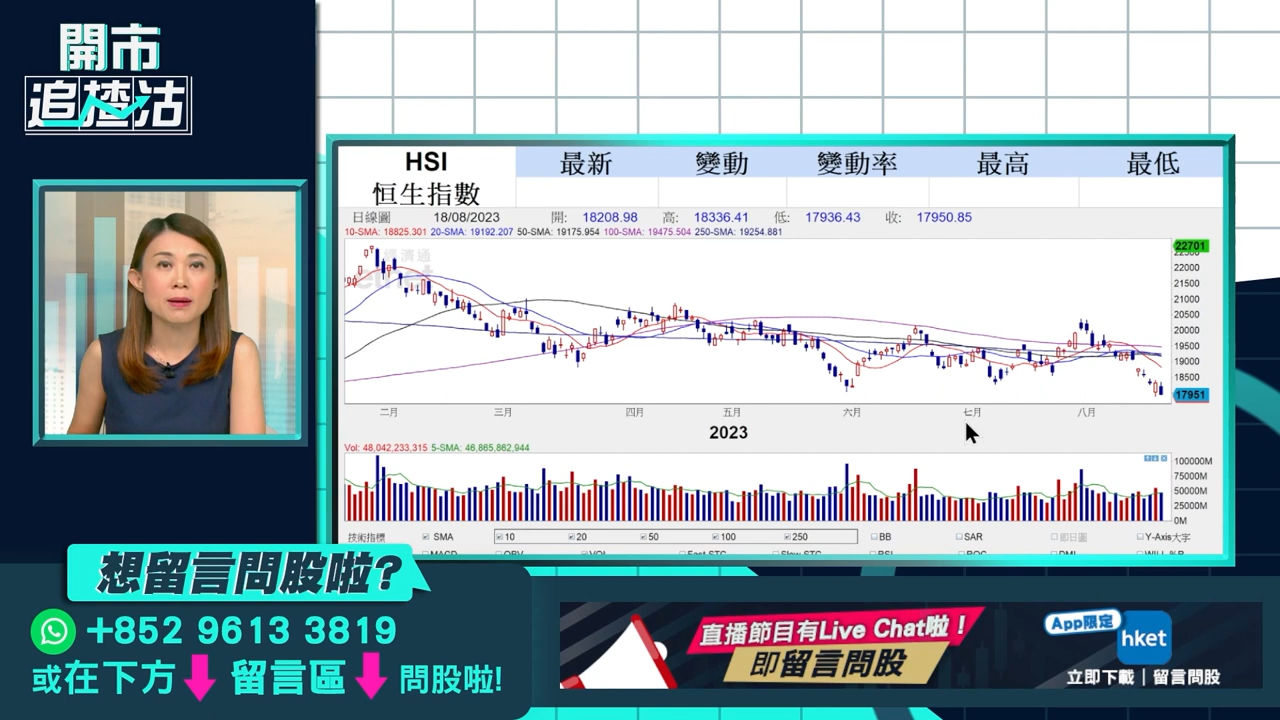 開市
追揸沽
HSI
恒生指數
最新 變動 變動率 最高 最低
日線圖 18/08/2023 開: 18208.98 高: 18336.41 低: 17936.43 收: 17950.85
10-SMA: 18825.301 20-SMA: 19192.207 50-SMA: 19175.954 100-SMA: 19475.504 250-SMA: 19254.881
經濟通
22701
22500
22000
21500
21000
20500
20000
19500
19000
18500
17951
二月 三月 四月 五月 六月 七月 八月
2023
Vol: 48,042,233,315 5-SMA: 46,865,862,944
100000M
75000M
50000M
25000M
0M
技術指標 SMA 10 20 50 100 250 BB SAR 即日圖 Y-Axis大字
MACD OBV VOL Fast STC Slow STC RSI ROC DMI WILL %R
想留言問股啦?
+852 9613 3819
或在下方 留言區 問股啦!
直播節目有Live Chat啦！
即留言問股
App限定
hket
立即下載｜留言問股